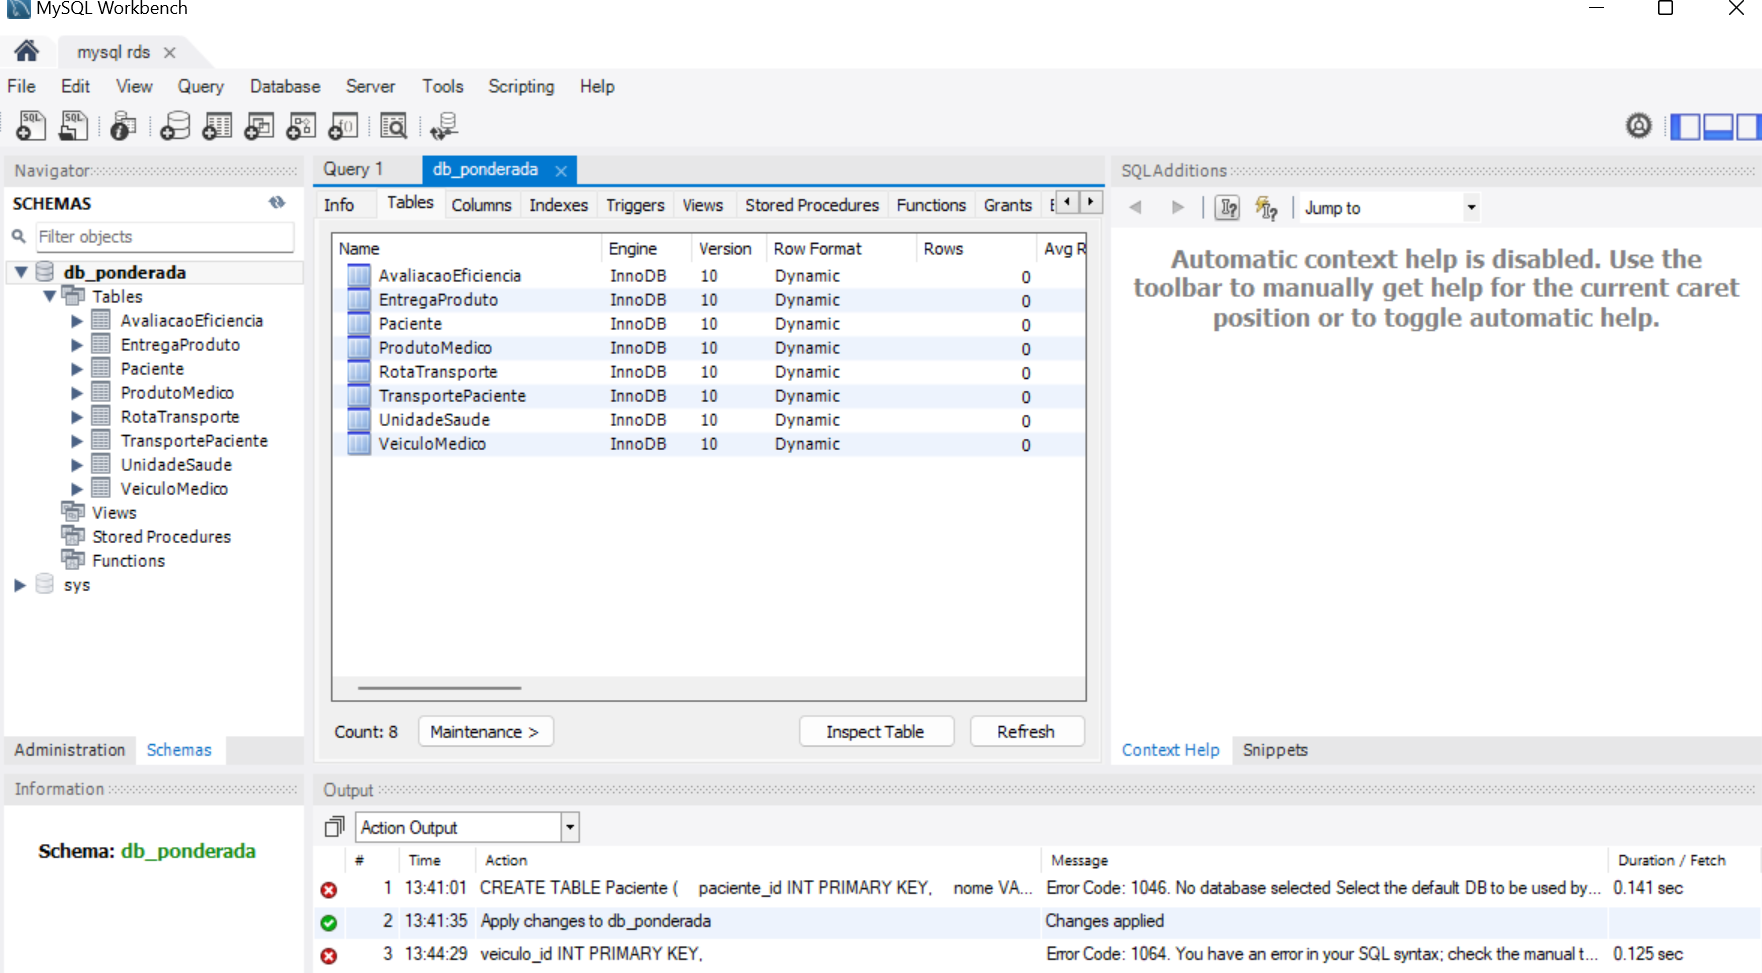 MySQL Workbench
mysql rds
File Edit View Query Database Server Tools Scripting Help
Navigator
SCHEMAS
Filter objects
db_ponderada
Tables
AvaliacaoEficiencia
EntregaProduto
Paciente
ProdutoMedico
RotaTransporte
TransportePaciente
UnidadeSaude
VeiculoMedico
Views
Stored Procedures
Functions
sys
Administration Schemas
Information
Schema: db_ponderada
Query 1 db_ponderada
Info Tables Columns Indexes Triggers Views Stored Procedures Functions Grants
Name Engine Version Row Format Rows Avg R
AvaliacaoEficiencia InnoDB 10 Dynamic 0
EntregaProduto InnoDB 10 Dynamic 0
Paciente InnoDB 10 Dynamic 0
ProdutoMedico InnoDB 10 Dynamic 0
RotaTransporte InnoDB 10 Dynamic 0
TransportePaciente InnoDB 10 Dynamic 0
UnidadeSaude InnoDB 10 Dynamic 0
VeiculoMedico InnoDB 10 Dynamic 0
Count: 8 Maintenance > Inspect Table Refresh
SQLAdditions
Jump to
Automatic context help is disabled. Use the
toolbar to manually get help for the current caret
position or to toggle automatic help.
Context Help Snippets
Output
Action Output
# Time Action Message Duration / Fetch
1 13:41:01 CREATE TABLE Paciente ( paciente_id INT PRIMARY KEY, nome VA... Error Code: 1046. No database selected Select the default DB to be used by... 0.141 sec
2 13:41:35 Apply changes to db_ponderada Changes applied
3 13:44:29 veiculo_id INT PRIMARY KEY, Error Code: 1064. You have an error in your SQL syntax; check the manual t... 0.125 sec